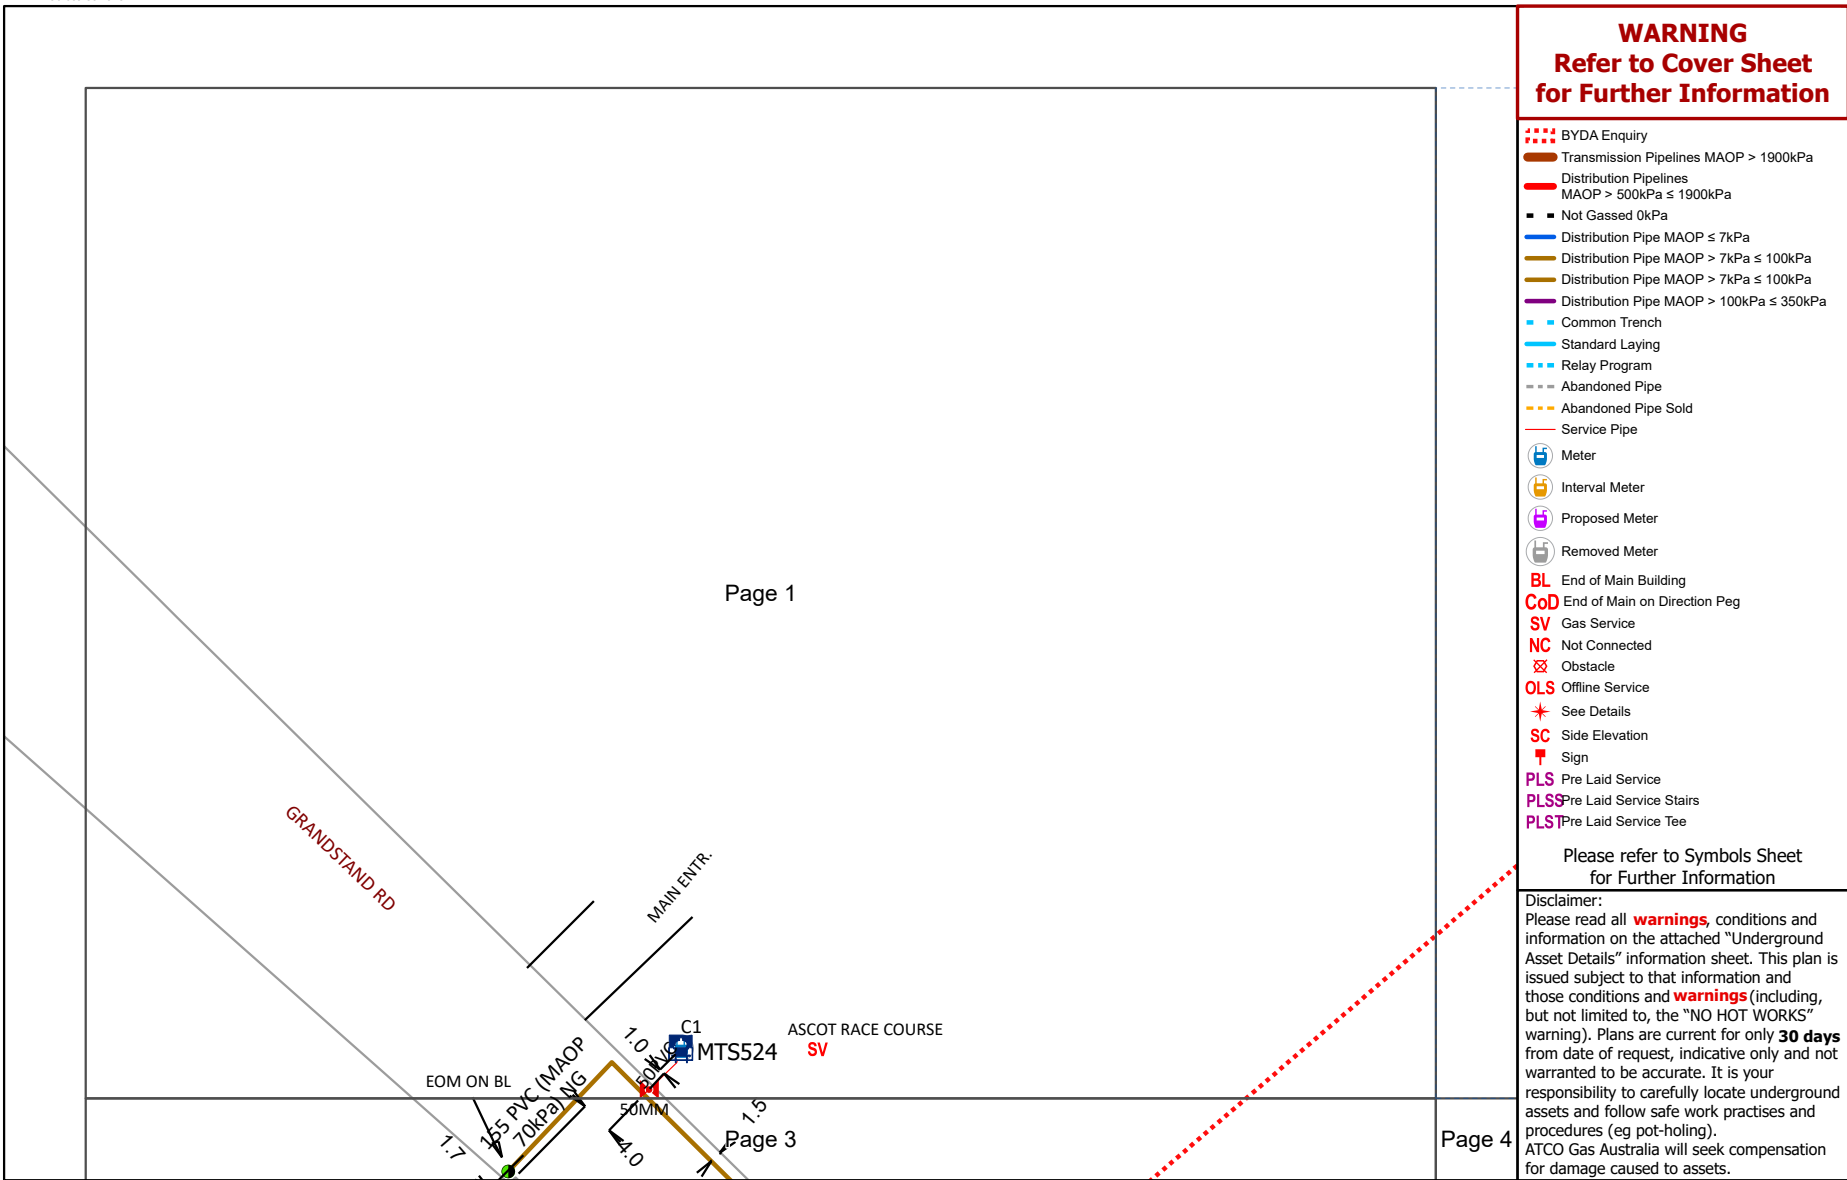 WARNING
Refer to Cover Sheet
for Further Information
BYDA Enquiry
Transmission Pipelines MAOP > 1900kPa
Distribution Pipelines
MAOP > 500kPa ≤ 1900kPa
Not Gassed 0kPa
Distribution Pipe MAOP ≤ 7kPa
Distribution Pipe MAOP > 7kPa ≤ 100kPa
Distribution Pipe MAOP > 7kPa ≤ 100kPa
Distribution Pipe MAOP > 100kPa ≤ 350kPa
Common Trench
Standard Laying
Relay Program
Abandoned Pipe
Abandoned Pipe Sold
Service Pipe
Meter
Interval Meter
Proposed Meter
Removed Meter
BL End of Main Building
CoD End of Main on Direction Peg
SV Gas Service
NC Not Connected
Obstacle
OLS Offline Service
See Details
SC Side Elevation
Sign
PLS Pre Laid Service
PLSS Pre Laid Service Stairs
PLST Pre Laid Service Tee
Please refer to Symbols Sheet
for Further Information
Disclaimer:
Please read all warnings, conditions and
information on the attached “Underground
Asset Details” information sheet. This plan is
issued subject to that information and
those conditions and warnings (including,
but not limited to, the “NO HOT WORKS”
warning). Plans are current for only 30 days
from date of request, indicative only and not
warranted to be accurate. It is your
responsibility to carefully locate underground
assets and follow safe work practises and
procedures (eg pot-holing).
ATCO Gas Australia will seek compensation
for damage caused to assets.
Page 1
GRANDSTAND RD
MAIN ENTR.
C1
MTS524
ASCOT RACE COURSE
SV
1.0
50MM
EOM ON BL
155 PVC (MAOP
70kPa) NG
1.7
4.0
1.5
Page 3
Page 4